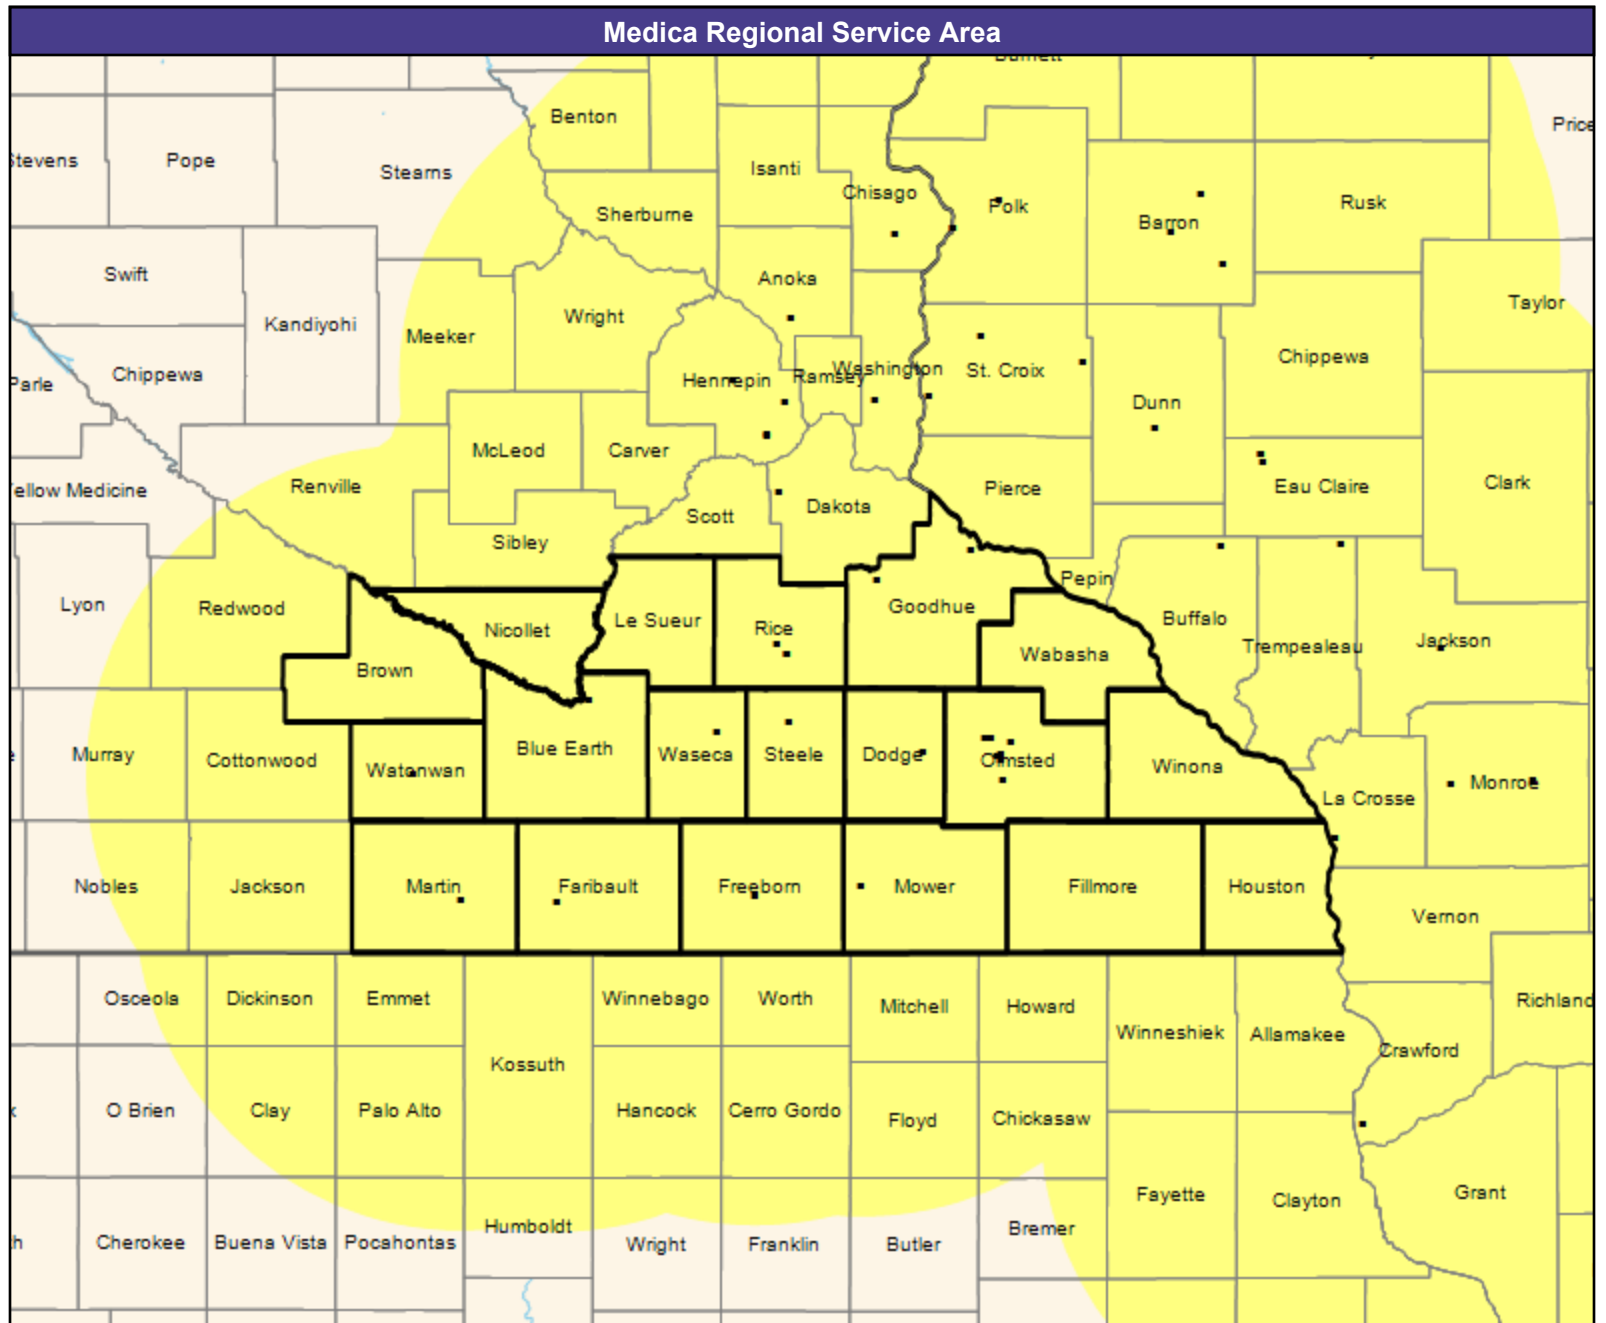 Medica Regional Service Area
Benton
Price
Stevens
Pope
Stearns
Isanti
Chisago
Polk
Barron
Rusk
Sherburne
Swift
Anoka
Taylor
Kandiyohi
Meeker
Wright
Chippewa
Hennepin
Ramsey
Washington
St. Croix
Chippewa
Parle
Dunn
McLeod
Carver
Renville
ellow Medicine
Pierce
Eau Claire
Clark
Scott
Dakota
Sibley
Pepin
Lyon
Redwood
Nicollet
Le Sueur
Rice
Goodhue
Buffalo
Trempealeau
Jackson
Brown
Wabasha
Murray
Cottonwood
Watonwan
Blue Earth
Waseca
Steele
Dodge
Olmsted
Winona
La Crosse
Monroe
Nobles
Jackson
Martin
Faribault
Freeborn
Mower
Fillmore
Houston
Vernon
Osceola
Dickinson
Emmet
Winnebago
Worth
Mitchell
Howard
Richland
Kossuth
Winneshiek
Allamakee
Crawford
O Brien
Clay
Palo Alto
Hancock
Cerro Gordo
Floyd
Chickasaw
Fayette
Clayton
Grant
h
Cherokee
Buena Vista
Pocahontas
Humboldt
Wright
Franklin
Butler
Bremer